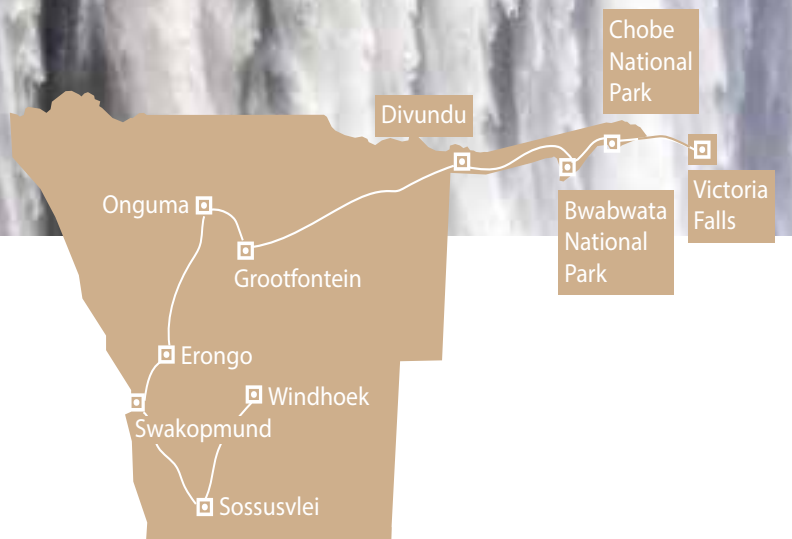 Chobe
National
Park
Divundu
Victoria
Falls
Onguma
Bwabwata
National
Park
Grootfontein
Erongo
Windhoek
Swakopmund
Sossusvlei